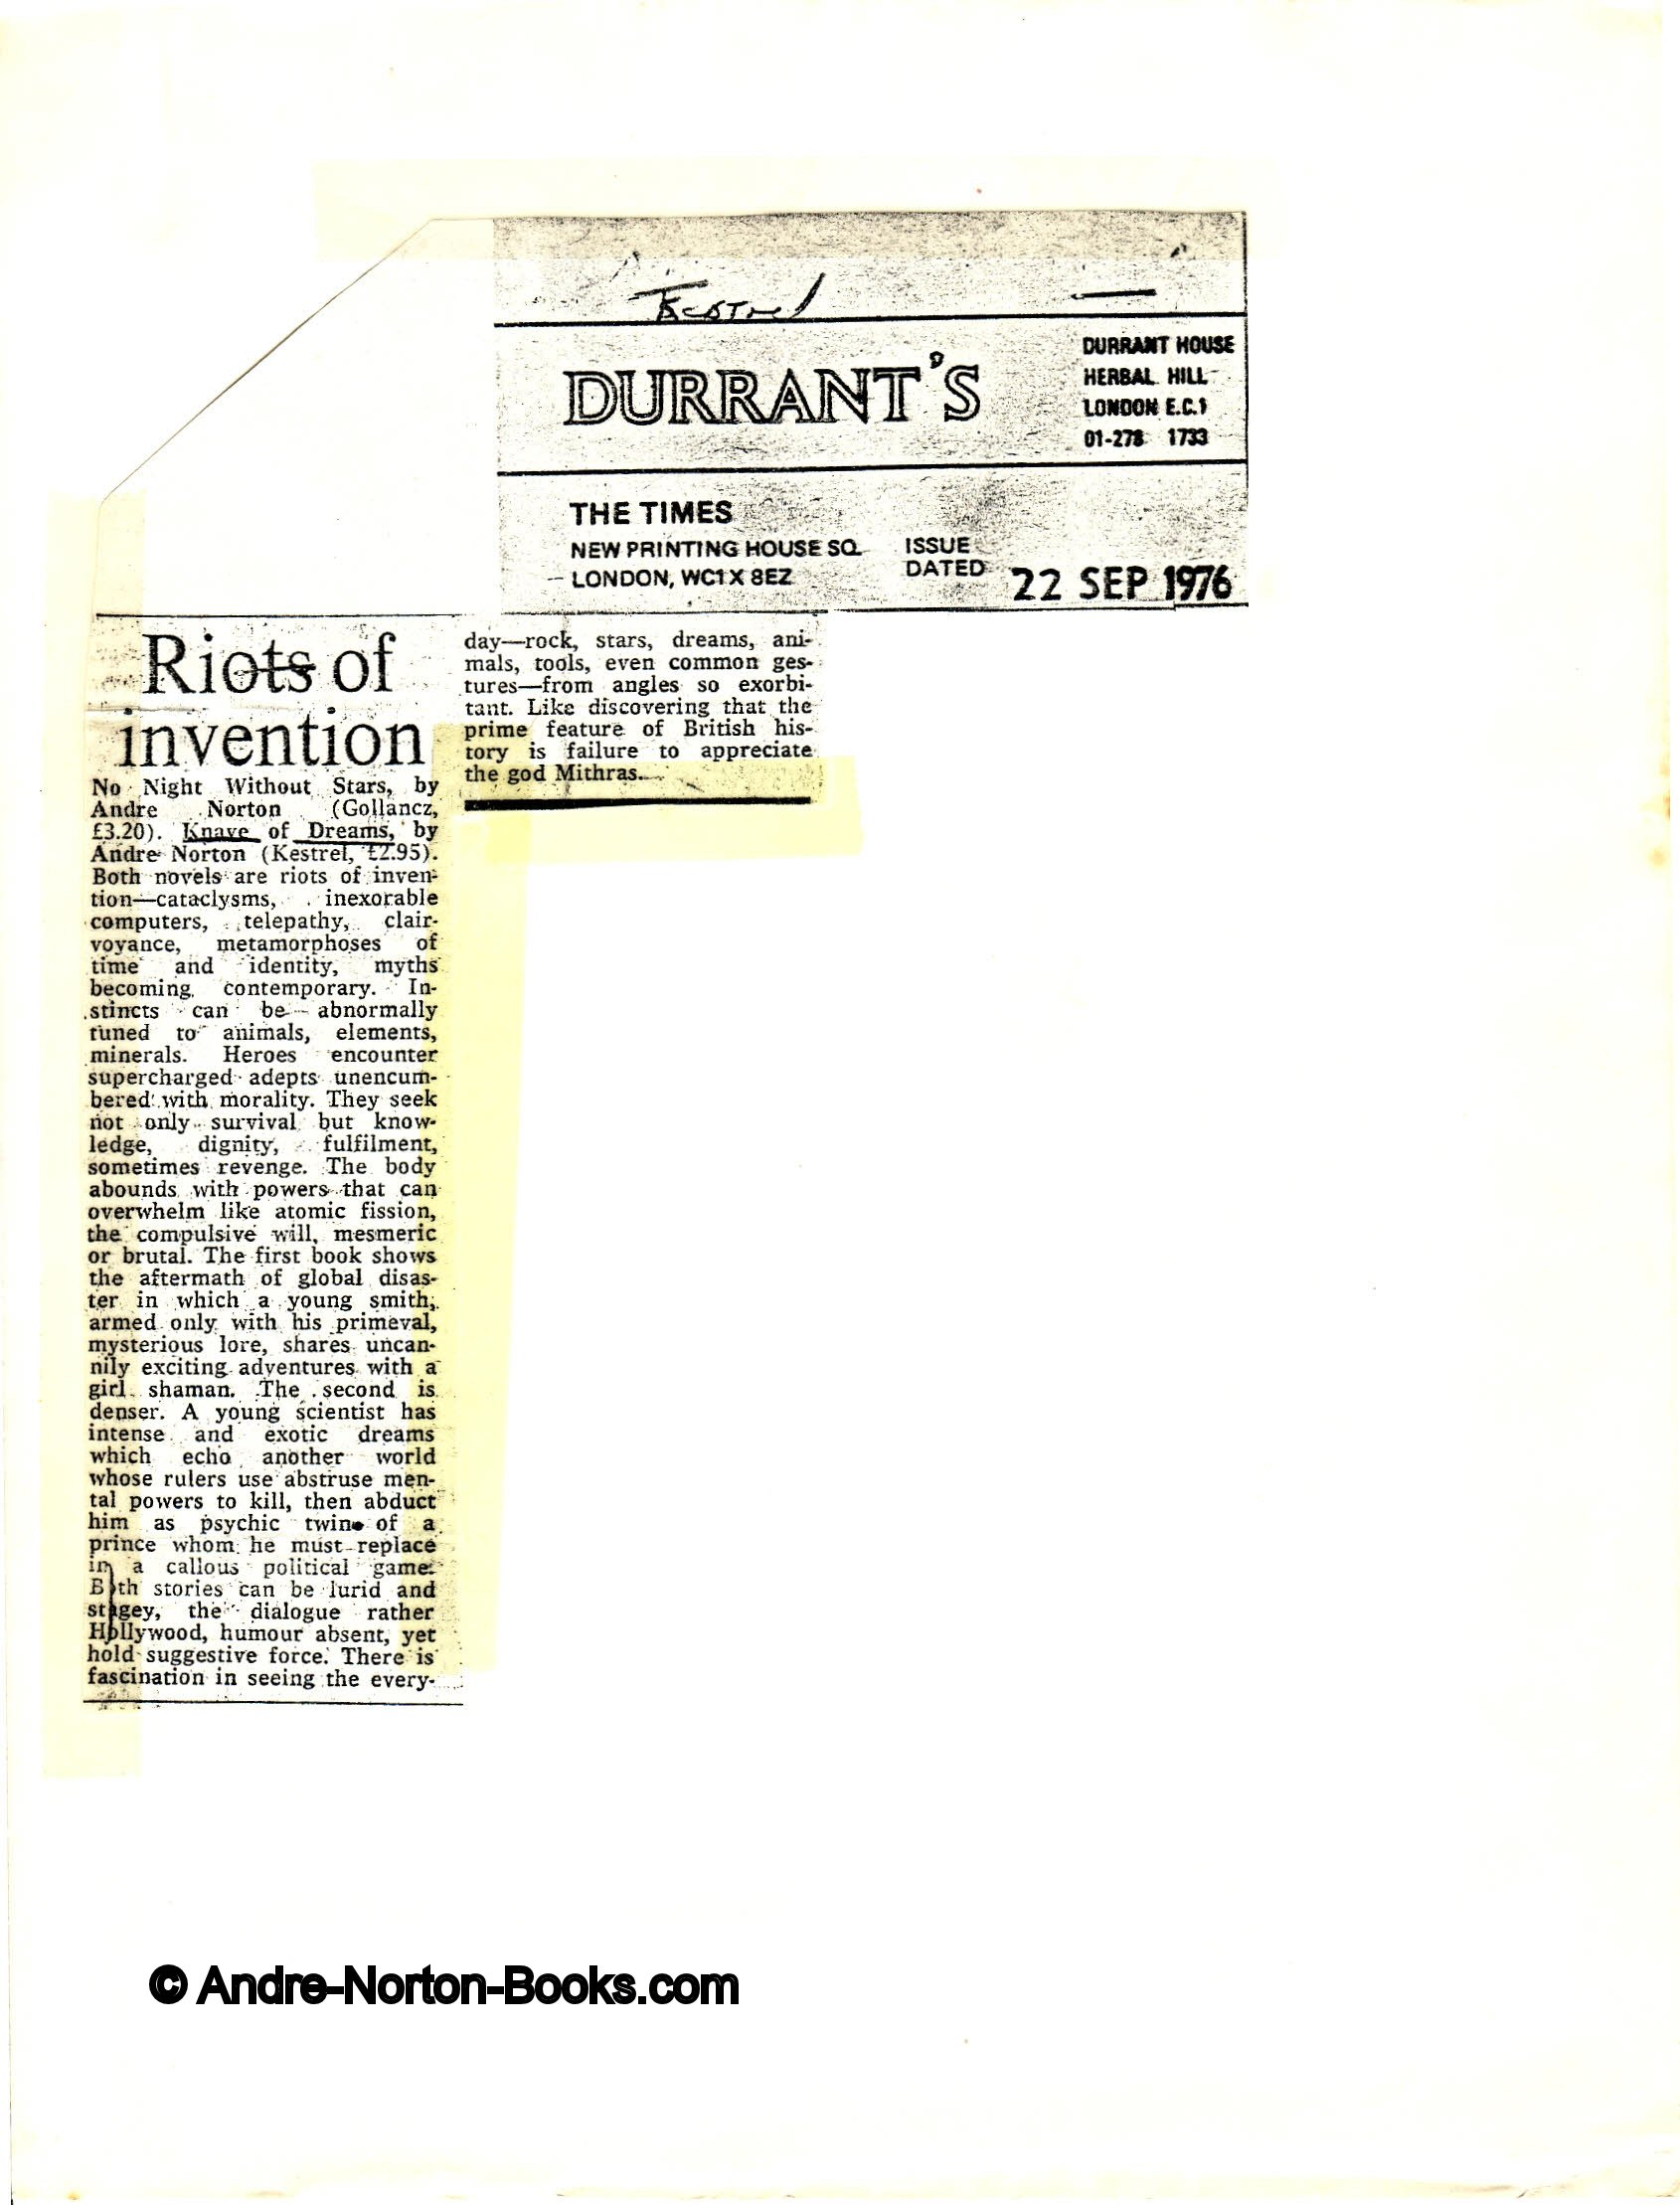 Kestrel
DURRANT'S
DURRANT HOUSE
HERBAL HILL
LONDON E.C.1
01-278 1733
THE TIMES
NEW PRINTING HOUSE SQ.
LONDON, WC1X 8EZ
ISSUE
DATED
22 SEP 1976
Riots of
invention
No Night Without Stars, by
Andre Norton (Gollancz,
£3.20). Knave of Dreams, by
Andre Norton (Kestrel, £2.95).
Both novels are riots of inven-
tion—cataclysms, inexorable
computers, telepathy, clair-
voyance, metamorphoses of
time and identity, myths
becoming contemporary. In-
stincts can be abnormally
tuned to animals, elements,
minerals. Heroes encounter
supercharged adepts unencum-
bered with morality. They seek
not only survival but know-
ledge, dignity, fulfilment,
sometimes revenge. The body
abounds with powers that can
overwhelm like atomic fission,
the compulsive will, mesmeric
or brutal. The first book shows
the aftermath of global disas-
ter in which a young smith,
armed only with his primeval,
mysterious lore, shares uncan-
nily exciting adventures with a
girl shaman. The second is
denser. A young scientist has
intense and exotic dreams
which echo another world
whose rulers use abstruse men-
tal powers to kill, then abduct
him as psychic twin of a
prince whom he must replace
in a callous political game.
Both stories can be lurid and
stagey, the dialogue rather
Hollywood, humour absent, yet
hold suggestive force. There is
fascination in seeing the every-
day—rock, stars, dreams, ani-
mals, tools, even common ges-
tures—from angles so exorbi-
tant. Like discovering that the
prime feature of British his-
tory is failure to appreciate
the god Mithras.
© Andre-Norton-Books.com